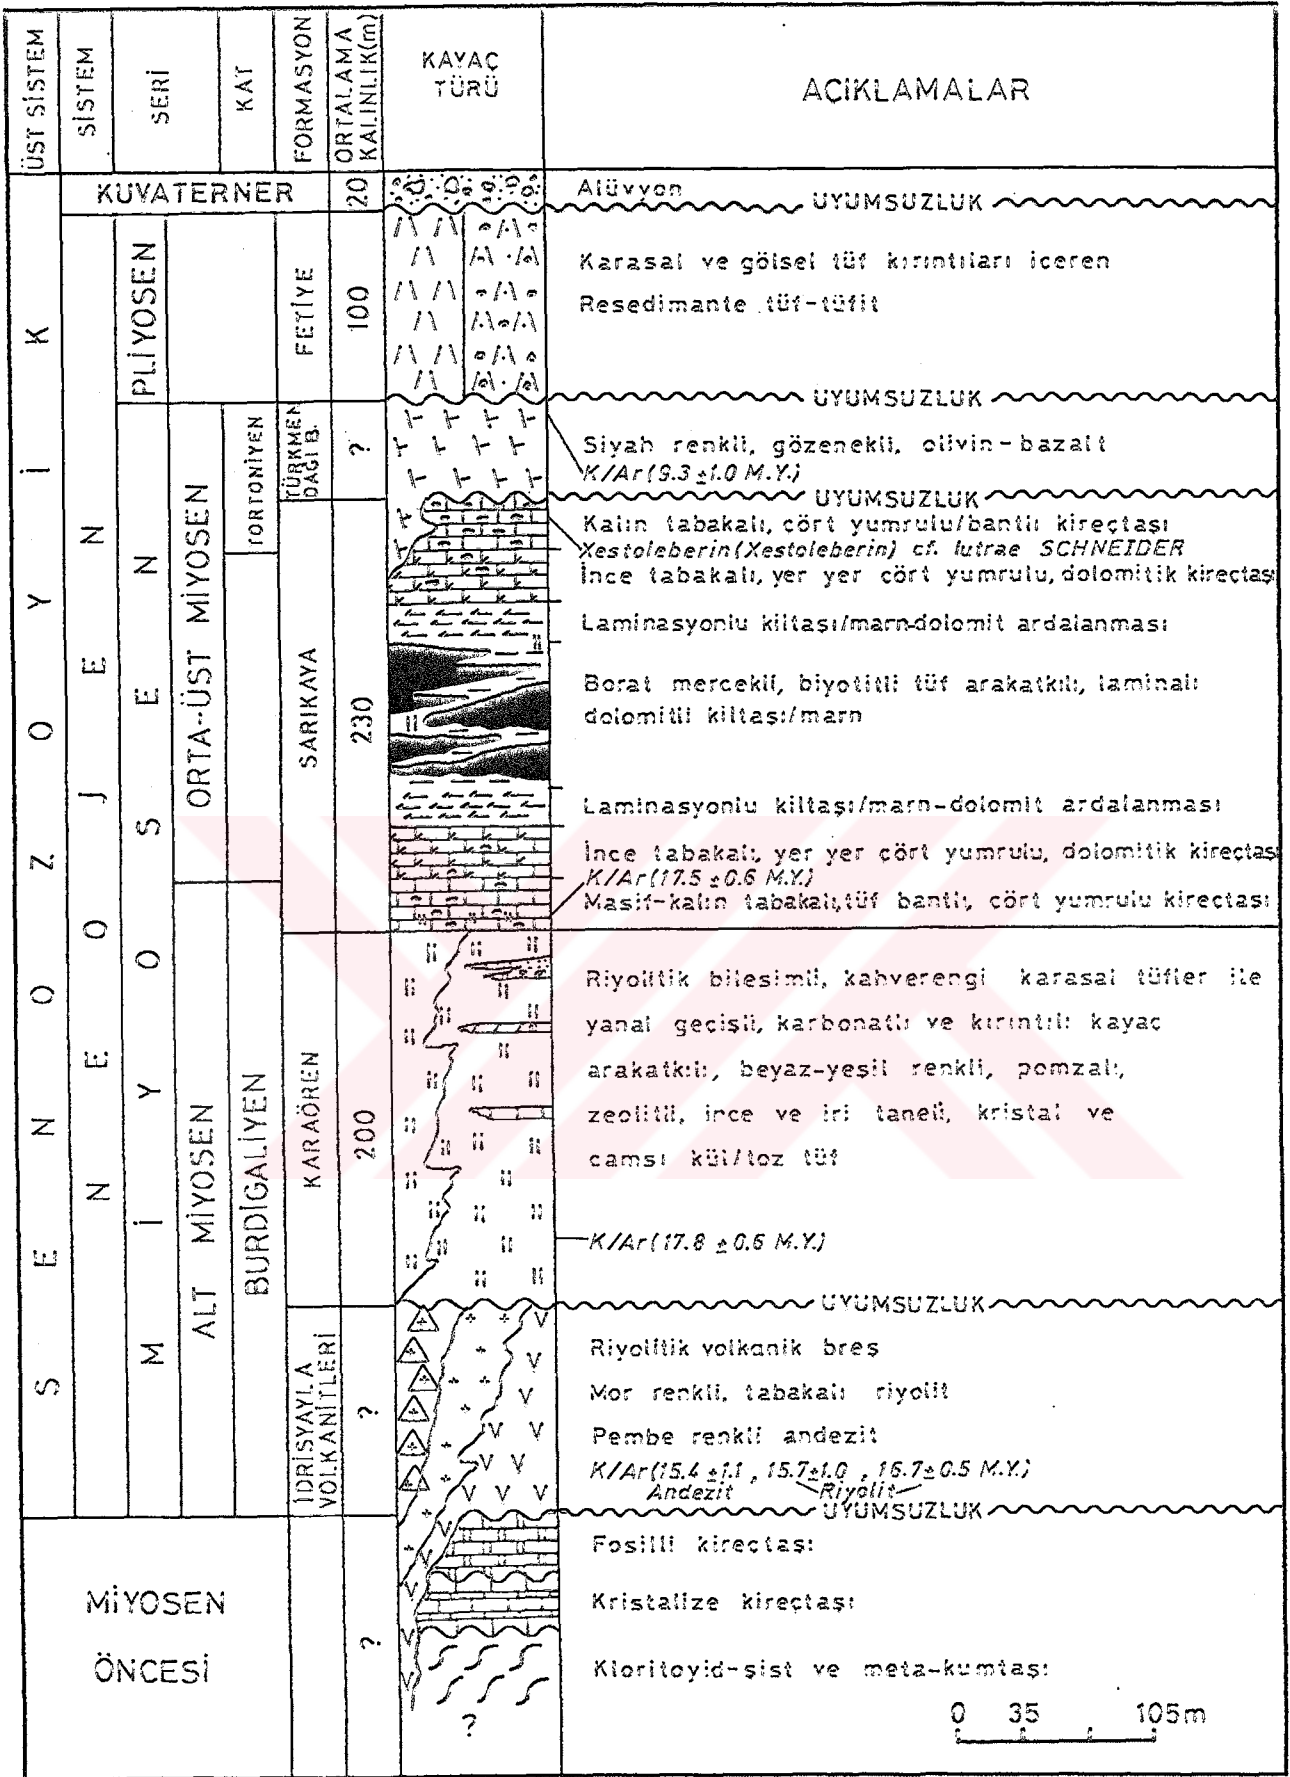 ÜST SİSTEM
SİSTEM
SERİ
KAT
FORMASYON
ORTALAMA
KALINLIK(m)
KAYAÇ
TÜRÜ
AÇIKLAMALAR
SENOZOYİK
KUVATERNER
20
Alüvyon
UYUMSUZLUK
NEOJEN
PLİYOSEN
FETİYE
100
Karasal ve gölsel tüf kırıntıları içeren
Resedimante tüf-tüfit
UYUMSUZLUK
MİYOSEN
ORTA-ÜST MİYOSEN
TORTONİYEN
TÜRKMEN
DAĞI B.
?
Siyah renkli, gözenekli, olivin-bazalt
K/Ar(9.3 ±1.0 M.Y.)
UYUMSUZLUK
SARIKAYA
230
Kalın tabakalı, çört yumrulu/bantlı kireçtaşı
Xestoleberin(Xestoleberin) cf. lutrae SCHNEIDER
İnce tabakalı, yer yer çört yumrulu, dolomitik kireçtaşı
Laminasyonlu kiltaşı/marn-dolomit ardalanması
Borat mercekli, biyotitli tüf arakatkılı, laminalı
dolomitli kiltaşı/marn
Laminasyonlu kiltaşı/marn-dolomit ardalanması
İnce tabakalı, yer yer çört yumrulu, dolomitik kireçtaşı
K/Ar(17.5 ±0.6 M.Y.)
Masif-kalın tabakalı, tüf bantlı, çört yumrulu kireçtaşı
ALT MİYOSEN
BURDİGALİYEN
KARAÖREN
200
Riyolitik bileşimli, kahverengi karasal tüfler ile
yanal geçişli, karbonatlı ve kırıntılı kayaç
arakatkılı, beyaz-yeşil renkli, pomzalı,
zeolitli, ince ve iri taneli, kristal ve
camsı kül/toz tüf
K/Ar(17.8 ±0.6 M.Y.)
UYUMSUZLUK
İDRİSYAYLA
VOLKANİTLERİ
?
Riyolitik volkanik breş
Mor renkli, tabakalı riyolit
Pembe renkli andezit
K/Ar(15.4 ±1.1 , 15.7±1.0 , 16.7±0.5 M.Y.)
Andezit Riyolit
UYUMSUZLUK
MİYOSEN
ÖNCESİ
?
Fosilli kireçtaşı
Kristalize kireçtaşı
Kloritoyid-şist ve meta-kumtaşı
?
0 35 105m